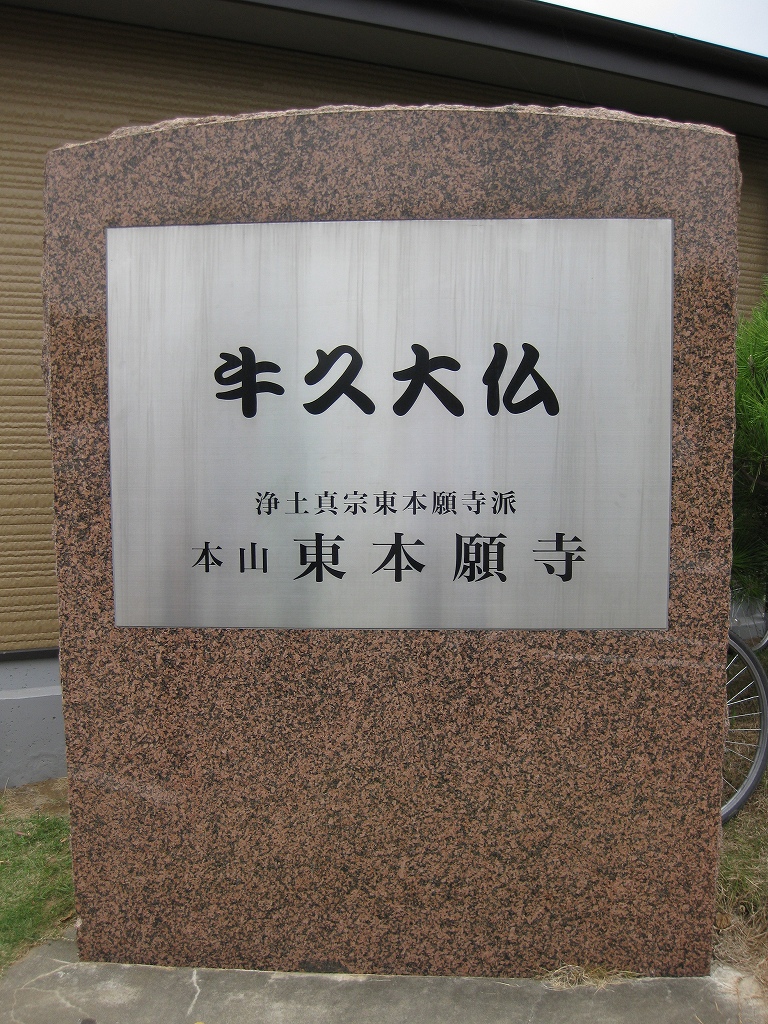 牛久大仏
浄土真宗東本願寺派
本山 東本願寺